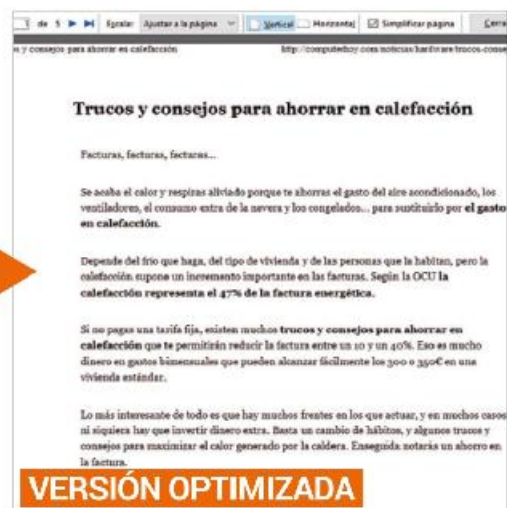 de 5 Escalar: Ajustar a la página Vertical Horizontal Simplificar página Cerra
s y consejos para ahorrar en calefacción http://computerhoy.com/noticias/hardware/trucos-consej
Trucos y consejos para ahorrar en calefacción
Facturas, facturas, facturas...
Se acaba el calor y respiras aliviado porque te ahorras el gasto del aire acondicionado, los
ventiladores, el consumo extra de la nevera y los congelados... para sustituirlo por el gasto
en calefacción.
Depende del frío que haga, del tipo de vivienda y de las personas que la habitan, pero la
calefacción supone un incremento importante en las facturas. Según la OCU la
calefacción representa el 47% de la factura energética.
Si no pagas una tarifa fija, existen muchos trucos y consejos para ahorrar en
calefacción que te permitirán reducir la factura entre un 10 y un 40%. Eso es mucho
dinero en gastos bimensuales que pueden alcanzar fácilmente los 300 o 350€ en una
vivienda estándar.
Lo más interesante de todo es que hay muchos frentes en los que actuar, y en muchos casos
ni siquiera hay que invertir dinero extra. Basta un cambio de hábitos, y algunos trucos y
consejos para maximizar el calor generado por la caldera. Enseguida notarás un ahorro en
la factura.
VERSIÓN OPTIMIZADA